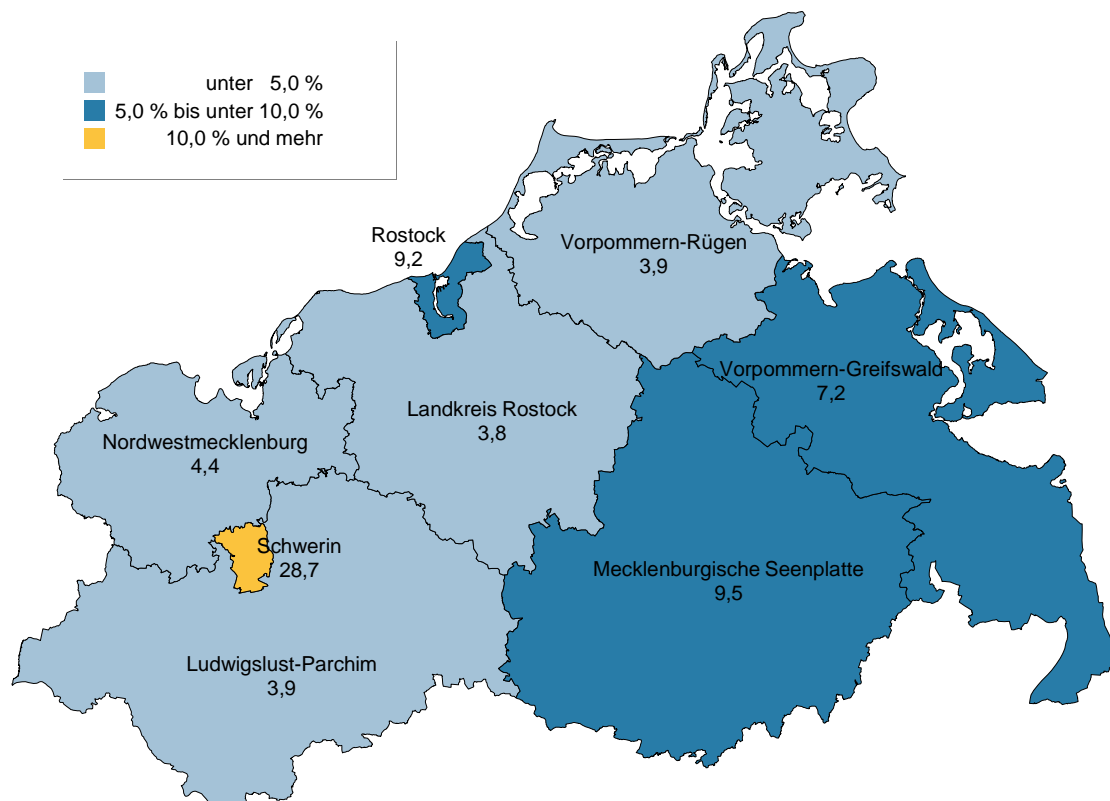 unter 5,0 %
5,0 % bis unter 10,0 %
10,0 % und mehr
Rostock
9,2
Vorpommern-Rügen
3,9
Vorpommern-Greifswald
7,2
Landkreis Rostock
3,8
Nordwestmecklenburg
4,4
Schwerin
28,7
Mecklenburgische Seenplatte
9,5
Ludwigslust-Parchim
3,9